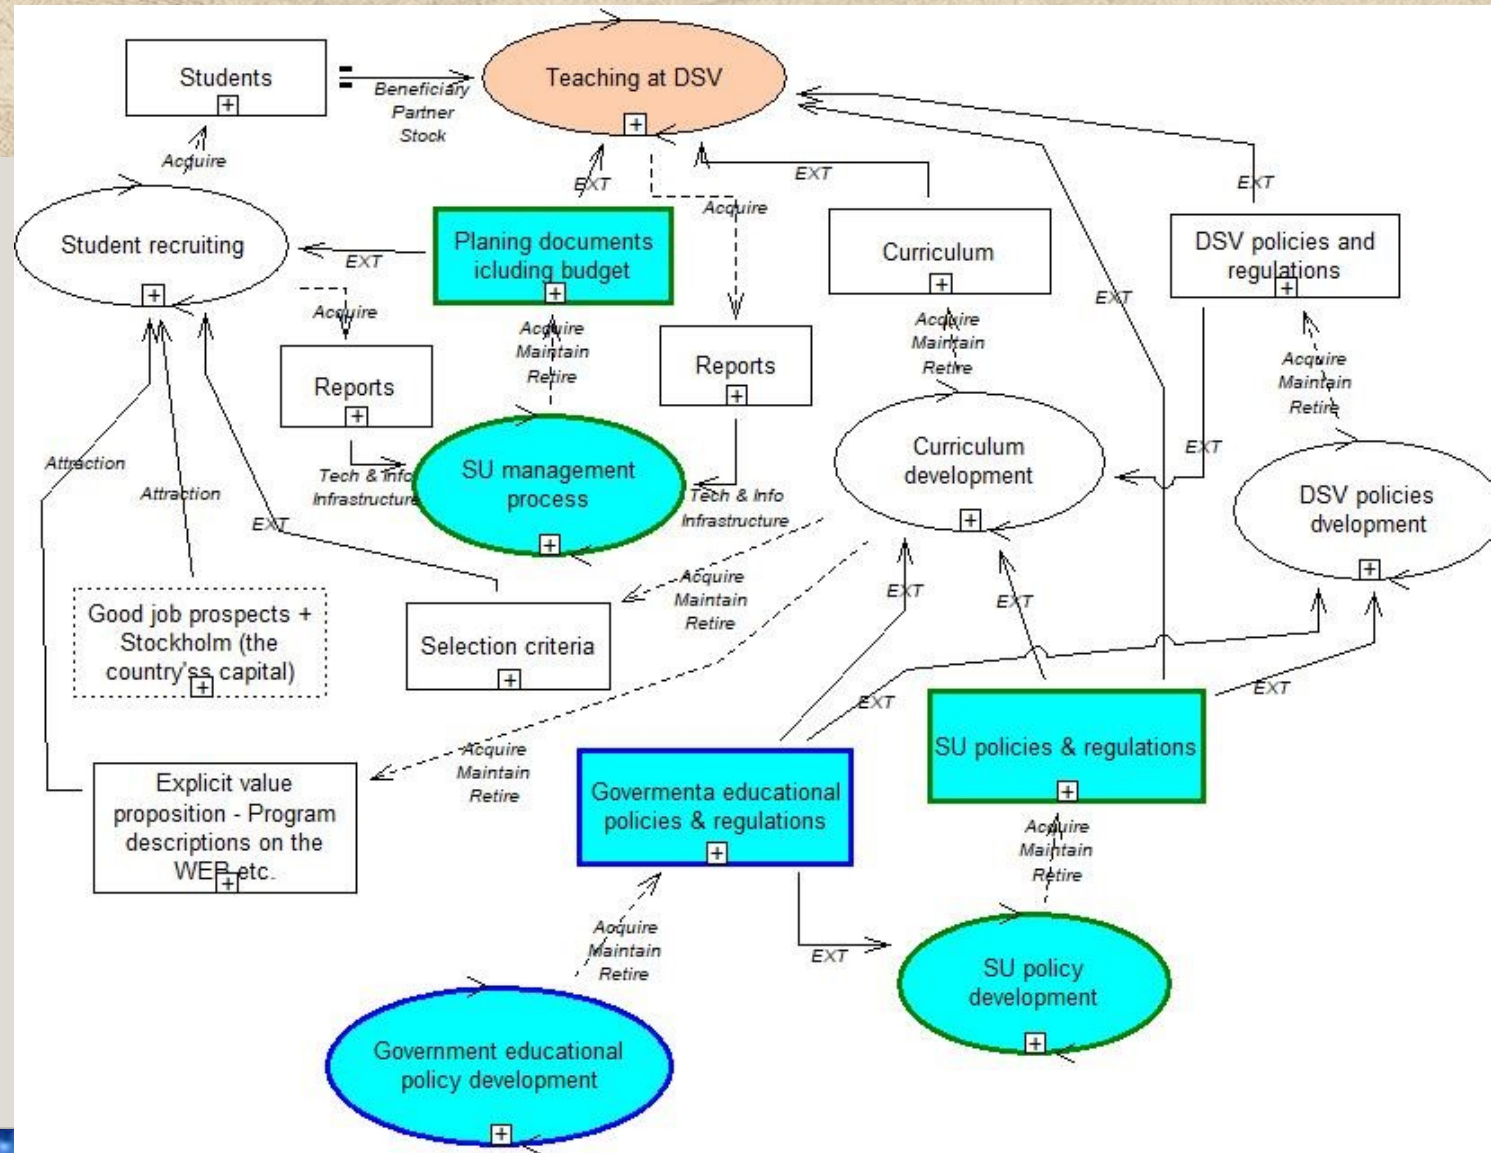 Students
Beneficiary
Partner
Stock
Teaching at DSV
Acquire
EXT
Acquire
EXT
EXT
Student recruiting
EXT
Planing documents
icluding budget
Curriculum
DSV policies and
regulations
Acquire
EXT
Acquire
Maintain
Retire
Acquire
Maintain
Retire
Acquire
Maintain
Retire
Reports
Reports
Attraction
Attraction
EXT
Tech & Info
Infrastructure
SU management
process
Tech & Info
Infrastructure
Curriculum
development
EXT
DSV policies
dvelopment
Good job prospects +
Stockholm (the
country'ss capital)
Selection criteria
Acquire
Maintain
Retire
EXT
EXT
EXT
EXT
Acquire
Maintain
Retire
Explicit value
proposition - Program
descriptions on the
WEB etc.
Govermenta educational
policies & regulations
SU policies & regulations
Acquire
Maintain
Retire
Acquire
Maintain
Retire
EXT
SU policy
development
Government educational
policy development